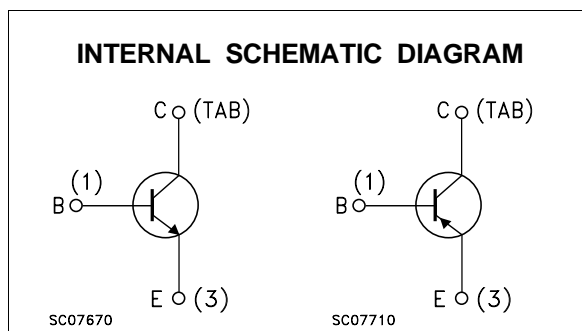 INTERNAL SCHEMATIC DIAGRAM
C (TAB)
(1)
B
E (3)
SC07670
C (TAB)
(1)
B
E (3)
SC07710